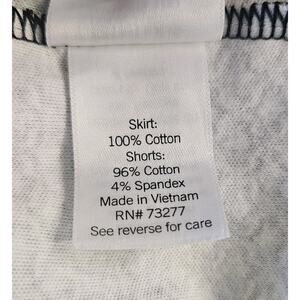 Skirt:
100% Cotton
Shorts:
96% Cotton
4% Spandex
Made in Vietnam
RN# 73277
See reverse for care